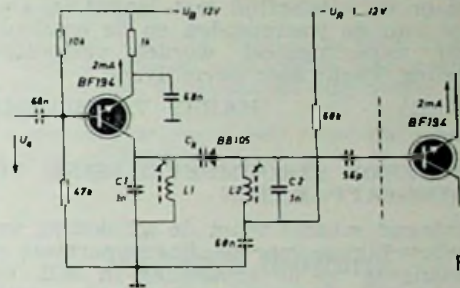 - U_B 12V
- U_R 1...12V
10k
1k
2mA
BF194
68n
68n
U_a
47k
C1
1n
L1
C_k
BB105
L2
C2
1n
68n
68k
56p
2mA
BF194
F